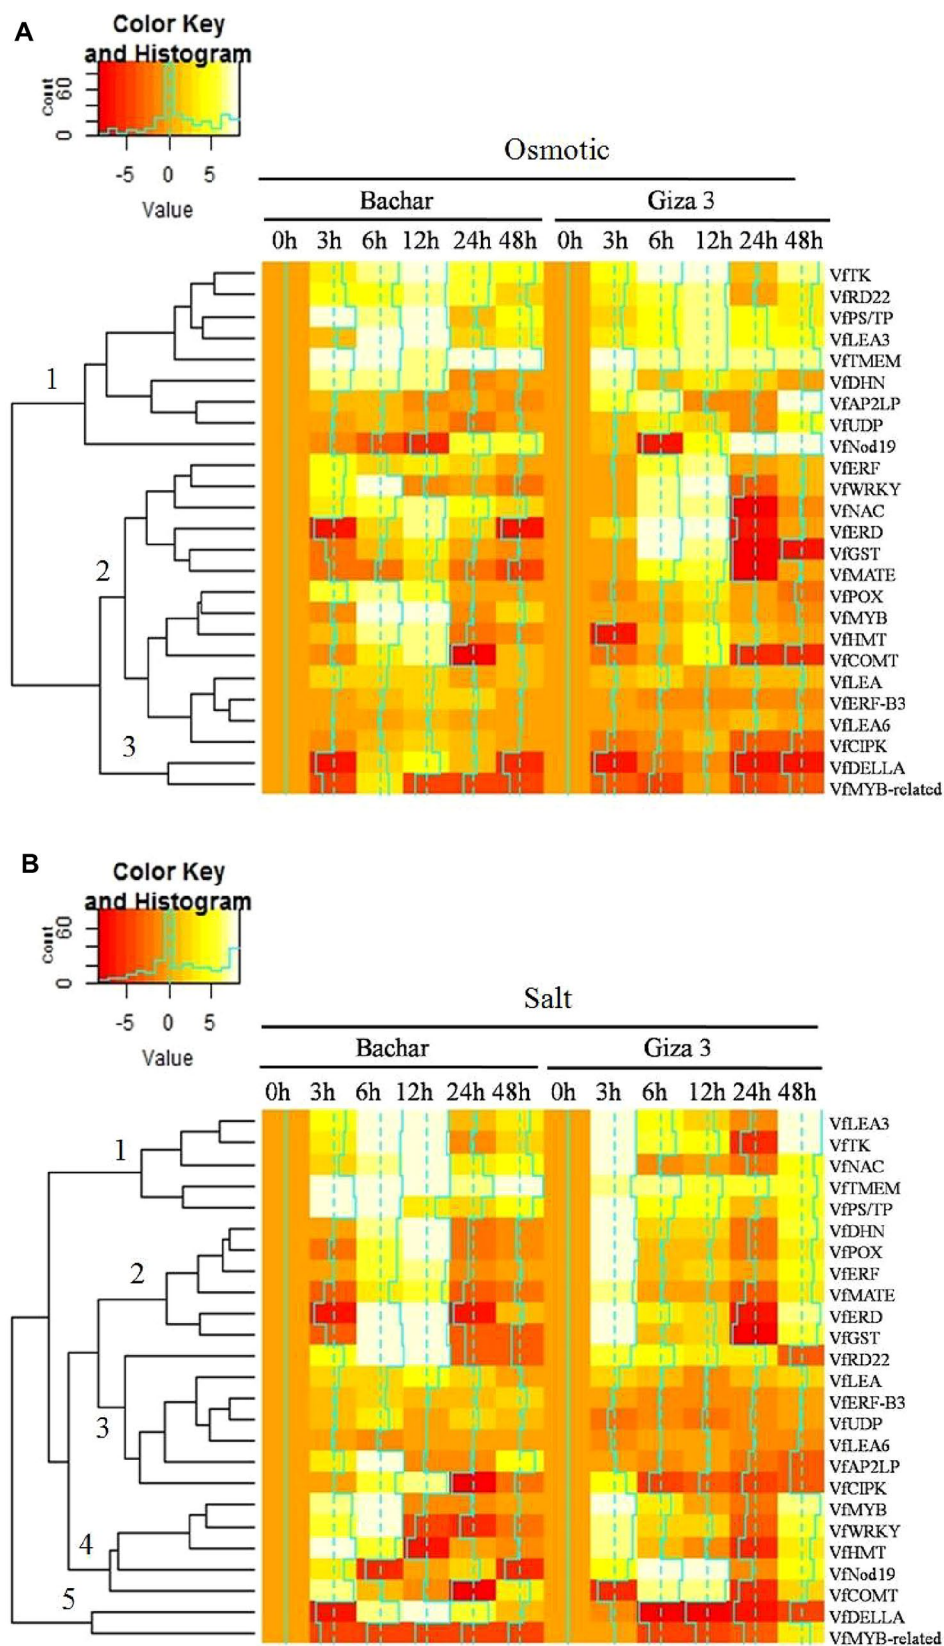 A
Color Key
and Histogram
Count
0 60
-5 0 5
Value
Osmotic
Bachar Giza 3
0h 3h 6h 12h 24h 48h 0h 3h 6h 12h 24h 48h
VfTK
VfRD22
VfPS/TP
VfLEA3
VfTMEM
1
VfDHN
VfAP2LP
VfUDP
VfNod19
VfERF
VfWRKY
VfNAC
VfERD
VfGST
2
VfMATE
VfPOX
VfMYB
VfHMT
VfCOMT
VfLEA
VfERF-B3
VfLEA6
3
VfCIPK
VfDELLA
VfMYB-related
B
Color Key
and Histogram
Count
0 60
-5 0 5
Value
Salt
Bachar Giza 3
0h 3h 6h 12h 24h 48h 0h 3h 6h 12h 24h 48h
VfLEA3
1
VfTK
VfNAC
VfTMEM
VfPS/TP
VfDHN
VfPOX
2
VfERF
VfMATE
VfERD
VfGST
VfRD22
VfLEA
VfERF-B3
3
VfUDP
VfLEA6
VfAP2LP
VfCIPK
VfMYB
VfWRKY
4
VfHMT
VfNod19
5
VfCOMT
VfDELLA
VfMYB-related